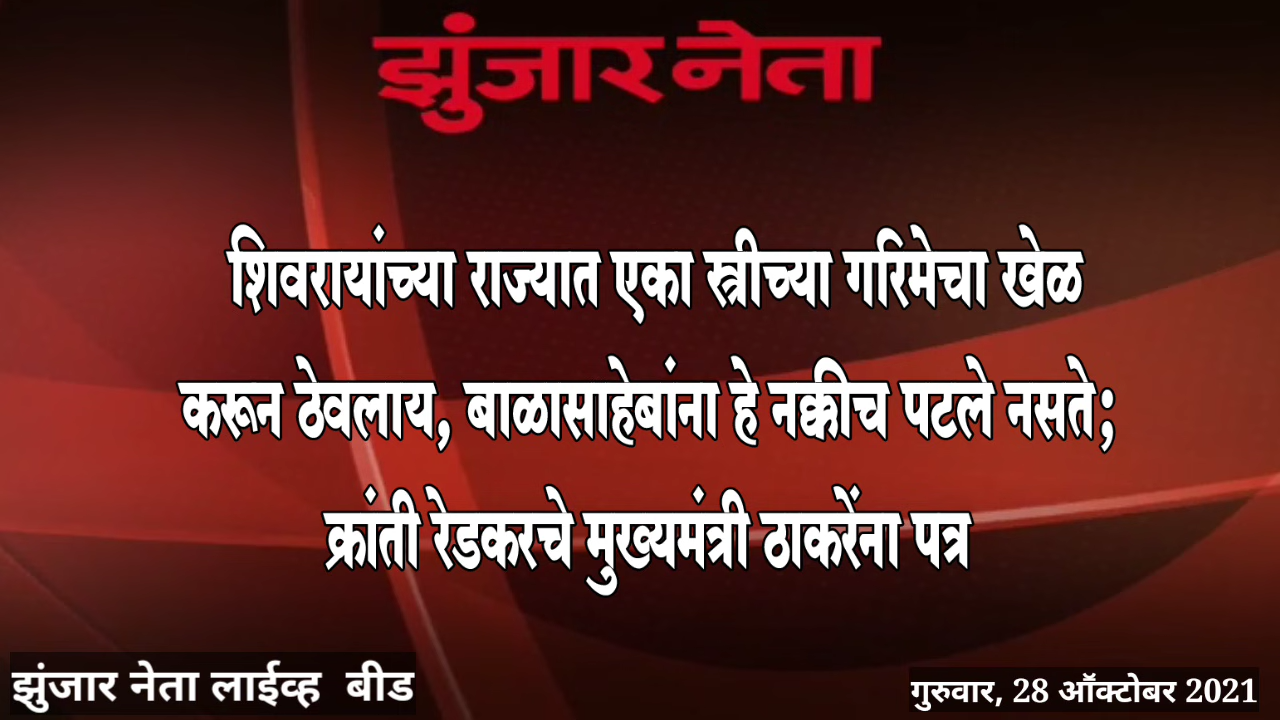 झुंजार नेता
शिवरायांच्या राज्यात एका स्त्रीच्या गरिमेचा खेळ
करून ठेवलाय, बाळासाहेबांना हे नक्कीच पटले नसते;
क्रांती रेडकरचे मुख्यमंत्री ठाकरेंना पत्र
झुंजार नेता लाईव्ह बीड
गुरुवार, 28 ऑक्टोबर 2021